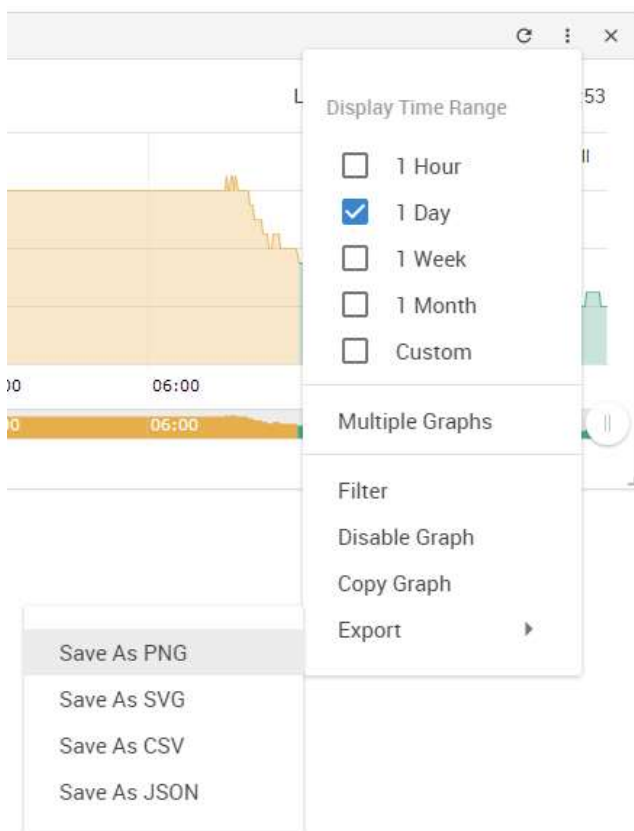 L
:53
Display Time Range
1 Hour
1 Day
1 Week
1 Month
Custom
06:00
06:00
Multiple Graphs
Filter
Disable Graph
Copy Graph
Export
Save As PNG
Save As SVG
Save As CSV
Save As JSON